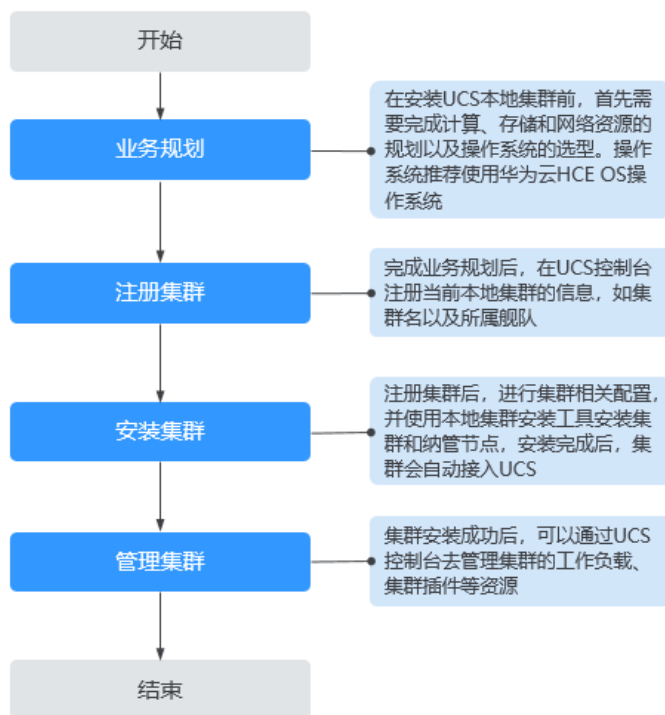 开始
业务规划
在安装UCS本地集群前，首先需
要完成计算、存储和网络资源的
规划以及操作系统的选型。操作
系统推荐使用华为云HCE OS操
作系统
注册集群
完成业务规划后，在UCS控制台
注册当前本地集群的信息，如集
群名以及所属舰队
安装集群
注册集群后，进行集群相关配置，
并使用本地集群安装工具安装集
群和纳管节点，安装完成后，集
群会自动接入UCS
管理集群
集群安装成功后，可以通过UCS
控制台去管理集群的工作负载、
集群插件等资源
结束